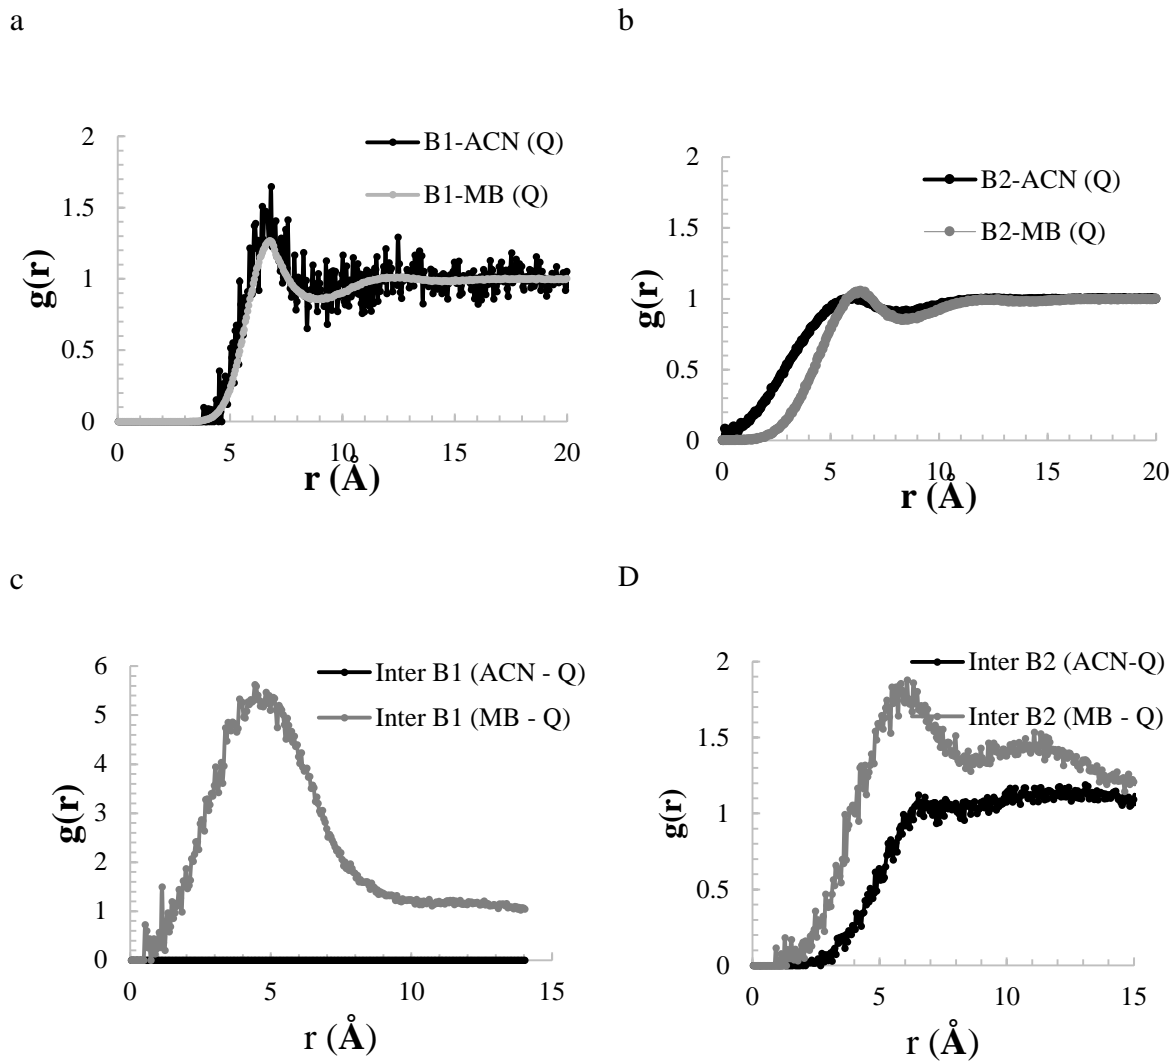 a
2
1.5
1
0.5
0
g(r)
0 5 10 15 20
r (Å)
B1-ACN (Q)
B1-MB (Q)
b
2
1.5
1
0.5
0
g(r)
0 5 10 15 20
r (Å)
B2-ACN (Q)
B2-MB (Q)
c
6
5
4
3
2
1
0
g(r)
0 5 10 15
r (Å)
Inter B1 (ACN - Q)
Inter B1 (MB - Q)
D
2
1.5
1
0.5
0
g(r)
0 5 10 15
r (Å)
Inter B2 (ACN-Q)
Inter B2 (MB - Q)